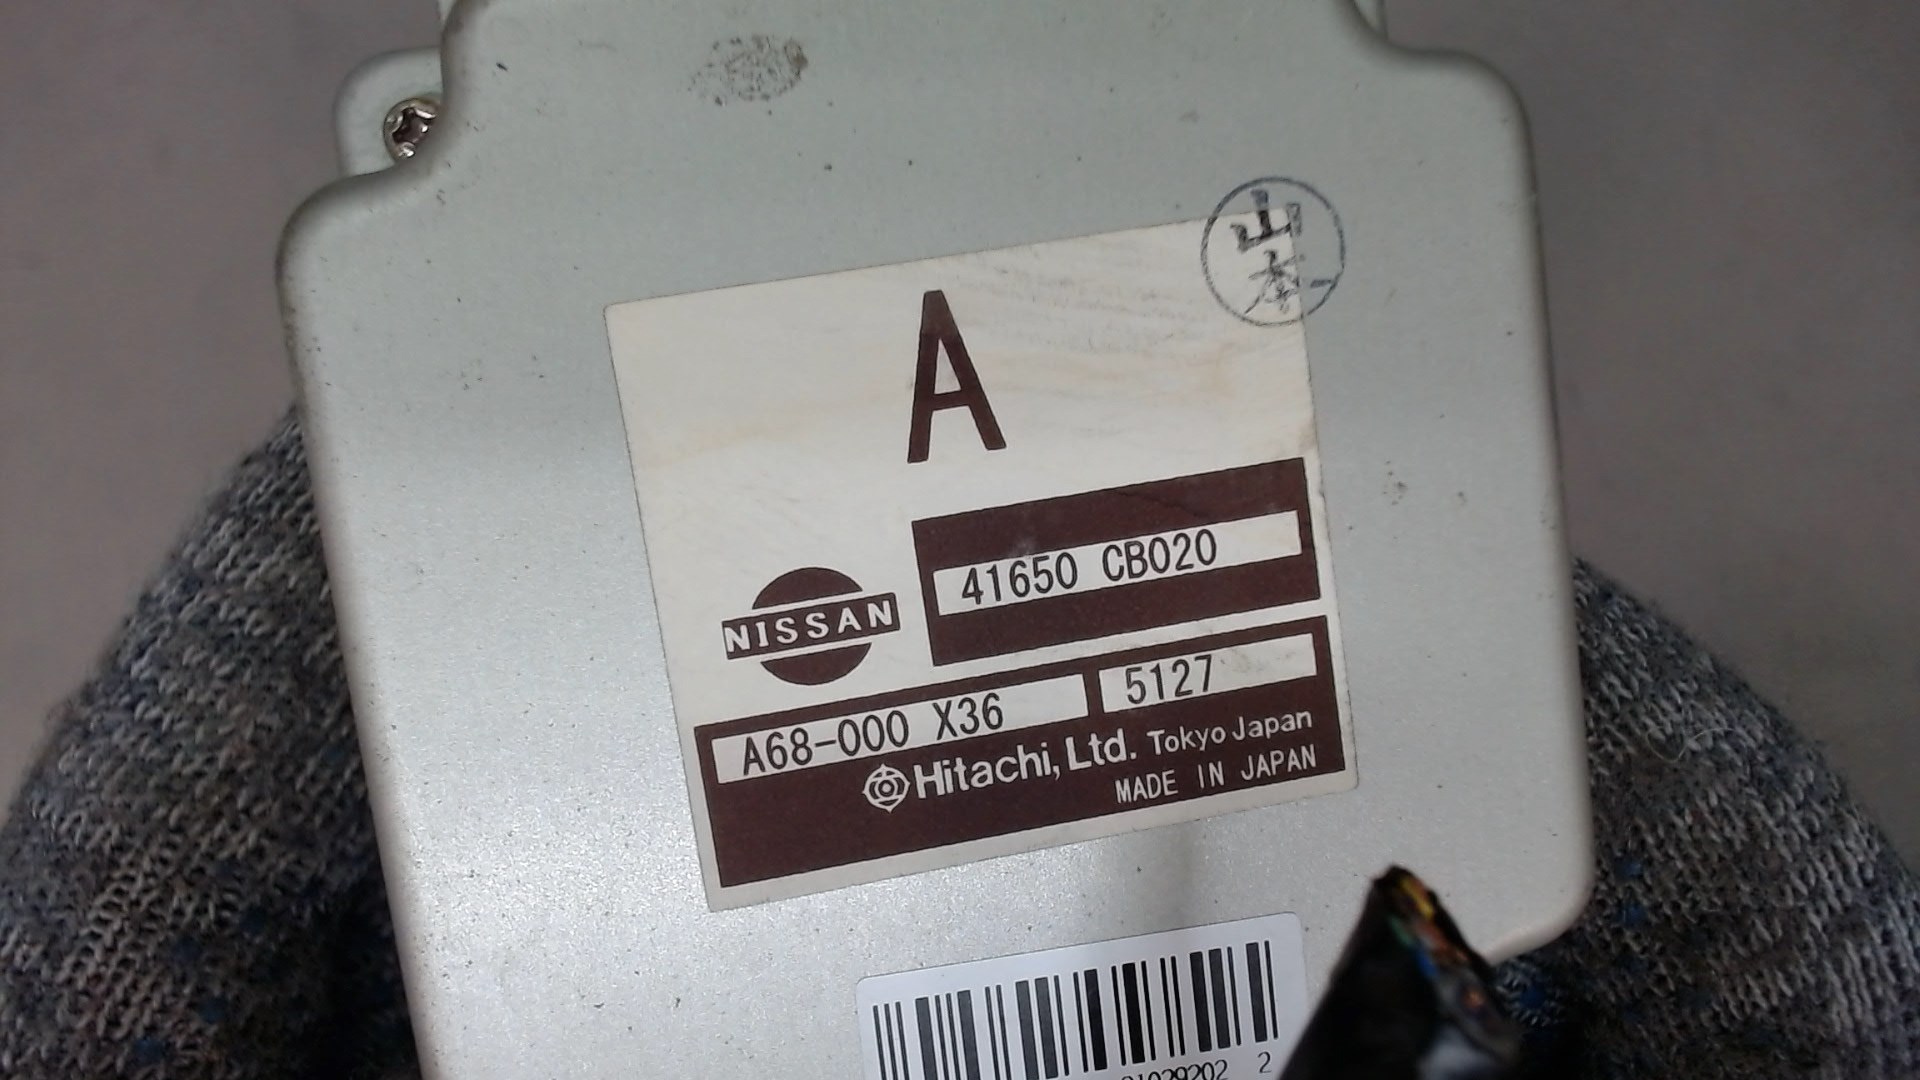 山本
A
41650 CB020
NISSAN
A68-000 X36
5127
Hitachi, Ltd. Tokyo Japan
MADE IN JAPAN